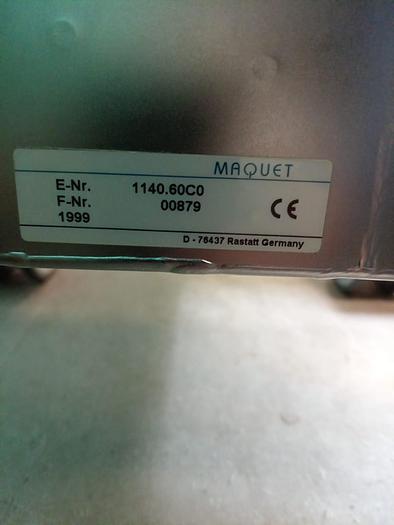 MAQUET
E-Nr. 1140.60C0
F-Nr. 00879
1999
CE
D - 76437 Rastatt Germany